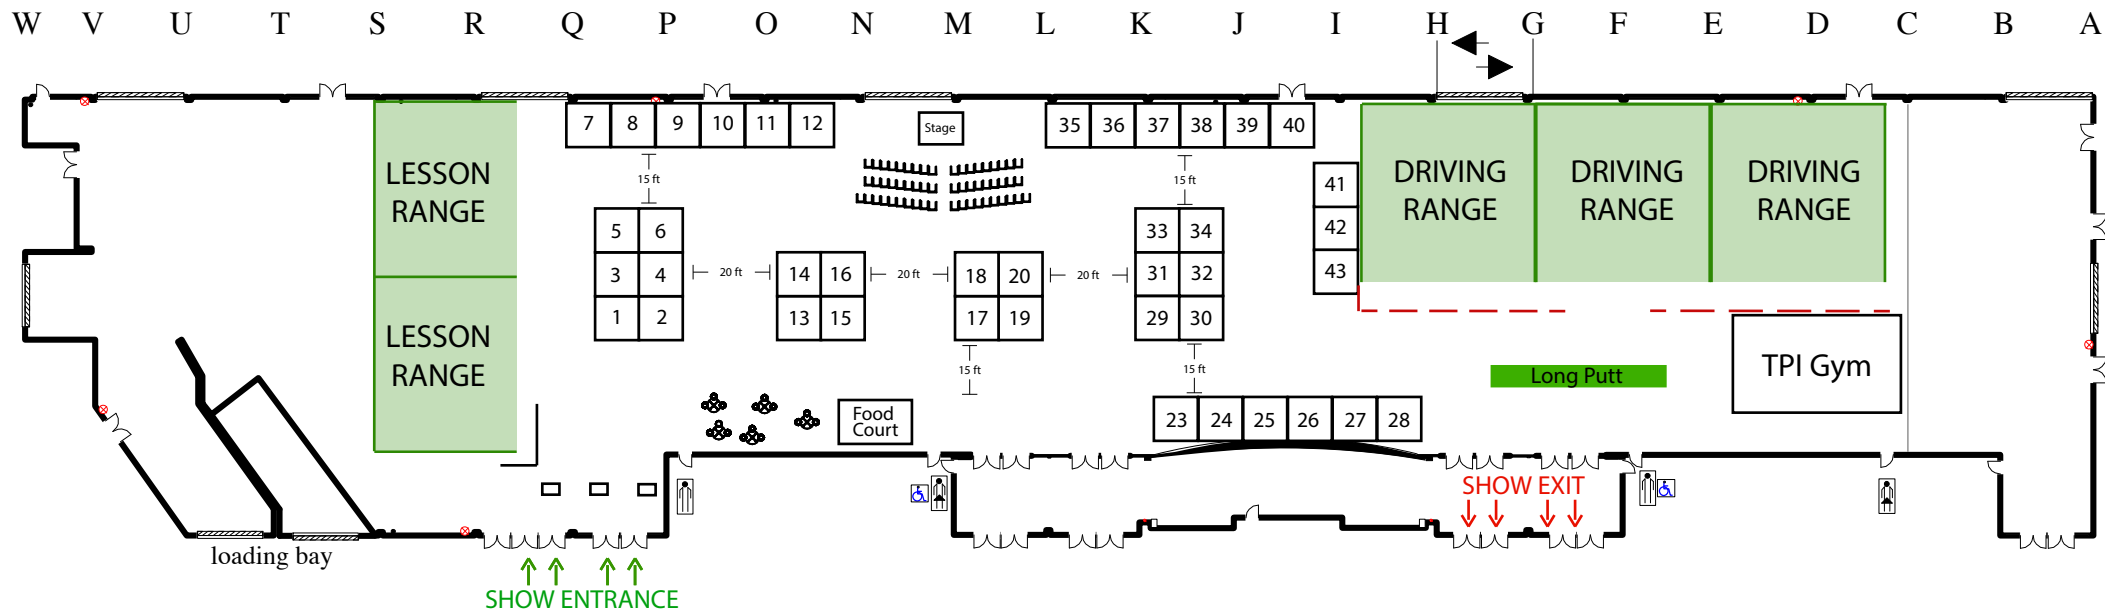 W V U T S R Q P O N M L K J I H G F E D C B A
7 8 9 10 11 12
Stage
35 36 37 38 39 40
LESSON
RANGE
15 ft
15 ft
41
42
43
DRIVING
RANGE
DRIVING
RANGE
DRIVING
RANGE
5 6
3 4
1 2
20 ft
14 16
13 15
20 ft
18 20
17 19
20 ft
33 34
31 32
29 30
LESSON
RANGE
15 ft
15 ft
Long Putt
TPI Gym
Food
Court
23 24 25 26 27 28
SHOW EXIT
loading bay
SHOW ENTRANCE